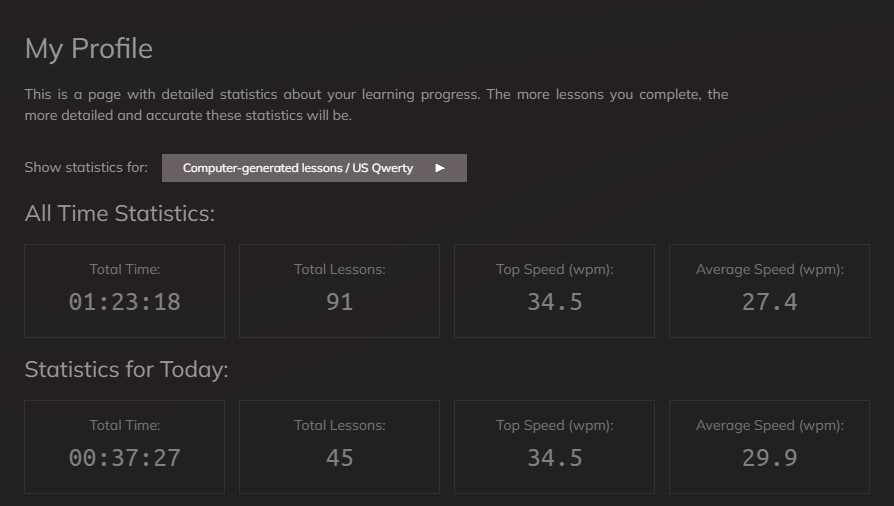 My Profile
This is a page with detailed statistics about your learning progress. The more lessons you complete, the
more detailed and accurate these statistics will be.
Show statistics for: Computer-generated lessons / US Qwerty ►
All Time Statistics:
Total Time: Total Lessons: Top Speed (wpm): Average Speed (wpm):
01:23:18 91 34.5 27.4
Statistics for Today:
Total Time: Total Lessons: Top Speed (wpm): Average Speed (wpm):
00:37:27 45 34.5 29.9